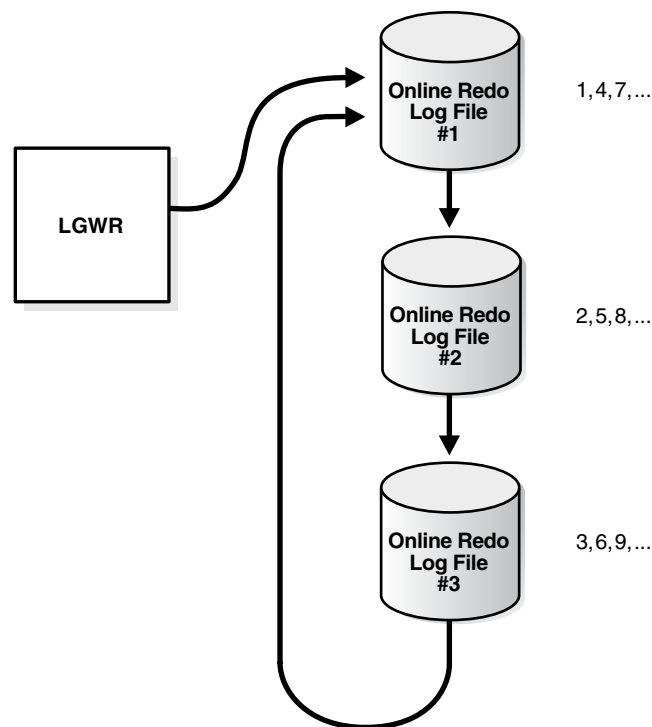 Online Redo
Log File
#1
1,4,7,...
LGWR
Online Redo
Log File
#2
2,5,8,...
Online Redo
Log File
#3
3,6,9,...